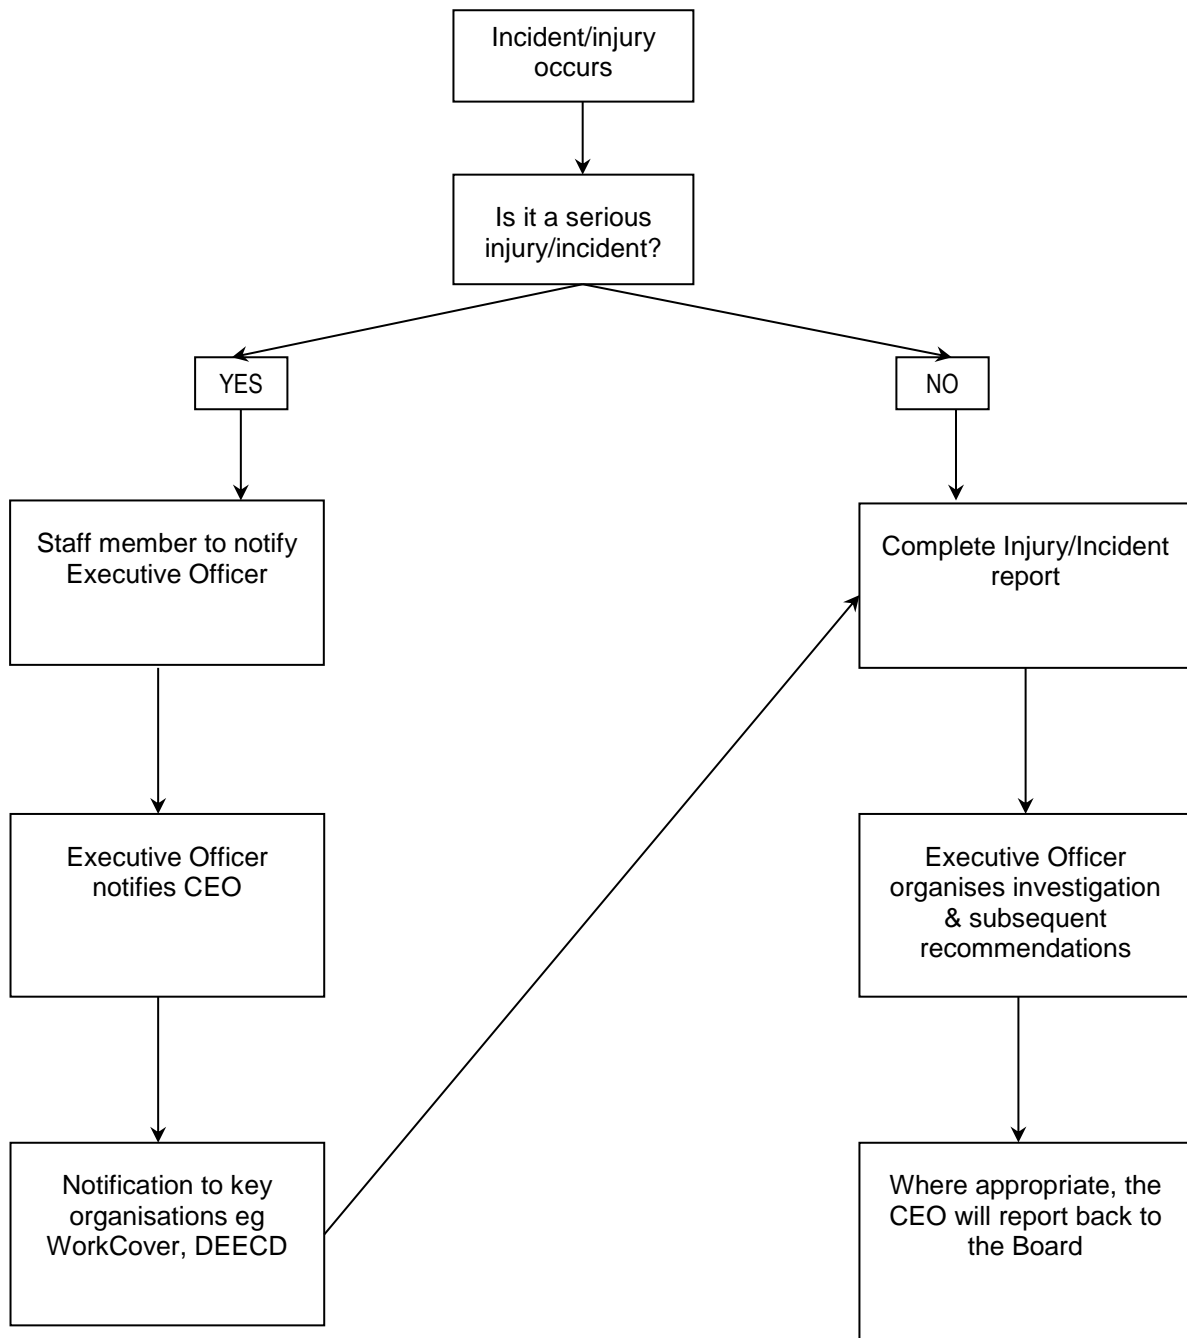 Incident/injury
occurs
Is it a serious
injury/incident?
YES
NO
Staff member to notify
Executive Officer
Complete Injury/Incident
report
Executive Officer
notifies CEO
Executive Officer
organises investigation
& subsequent
recommendations
Notification to key
organisations eg
WorkCover, DEECD
Where appropriate, the
CEO will report back to
the Board